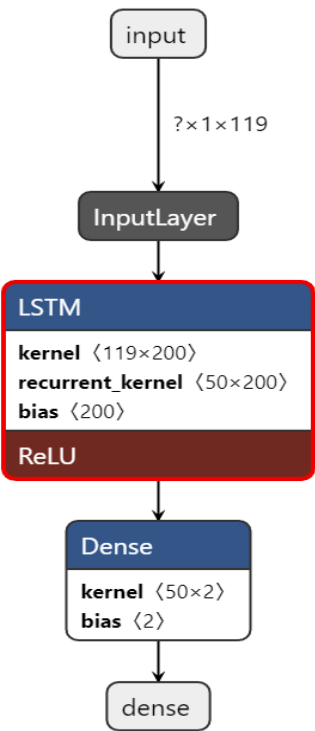 input
?×1×119
InputLayer
LSTM
kernel 〈119×200〉
recurrent_kernel 〈50×200〉
bias 〈200〉
ReLU
Dense
kernel 〈50×2〉
bias 〈2〉
dense